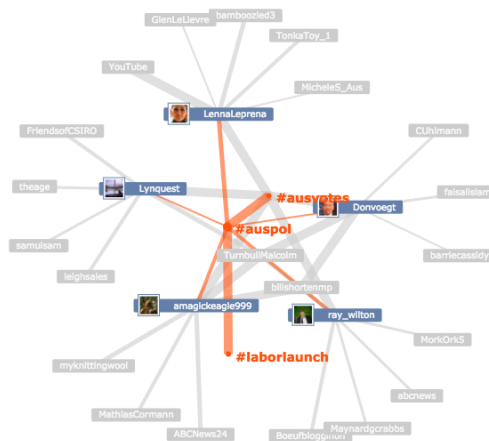 bamboozled3
GlenLeLievre
TonkaToy_1
YouTube
MicheleS_Aus
LennaLeprena
FriendsofCSIRO
CUhlmann
theage
Lynquest
#ausvotes
faisalislam
Donvoegt
#auspol
samuisam
TurnbullMalcolm
barriecassidy
leighsales
billshortenmp
amagickeagle999
ray_wilton
MorkOrk5
#laborlaunch
myknittingwool
abcnews
MathiasCormann
Maynardgcrabbs
ABCNews24
Boeufblogginon